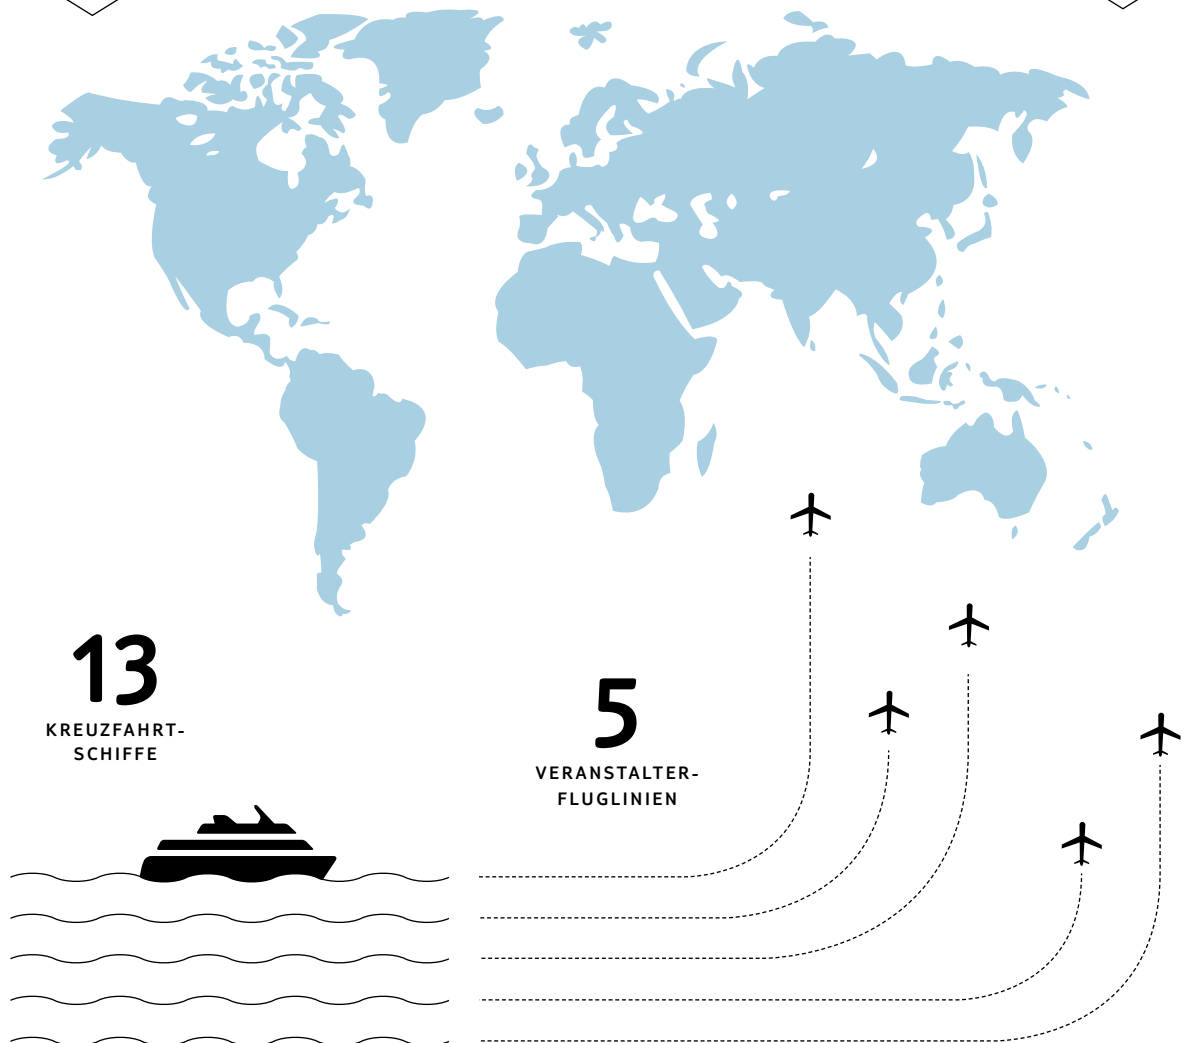 13
KREUZFAHRT-
SCHIFFE
5
VERANSTALTER-
FLUGLINIEN